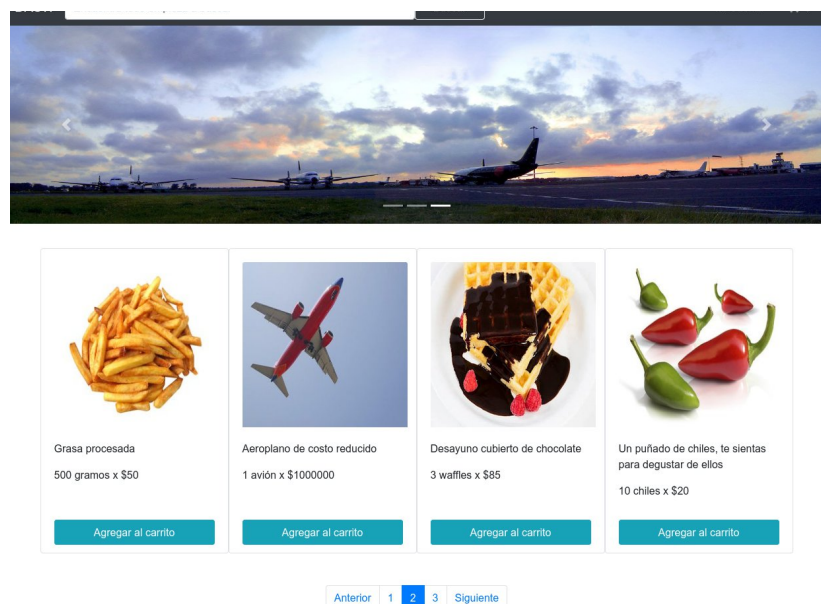 Grasa procesada
500 gramos x $50
Agregar al carrito
Aeroplano de costo reducido
1 avión x $1000000
Agregar al carrito
Desayuno cubierto de chocolate
3 waffles x $85
Agregar al carrito
Un puñado de chiles, te sientas
para degustar de ellos
10 chiles x $20
Agregar al carrito
Anterior 1 2 3 Siguiente